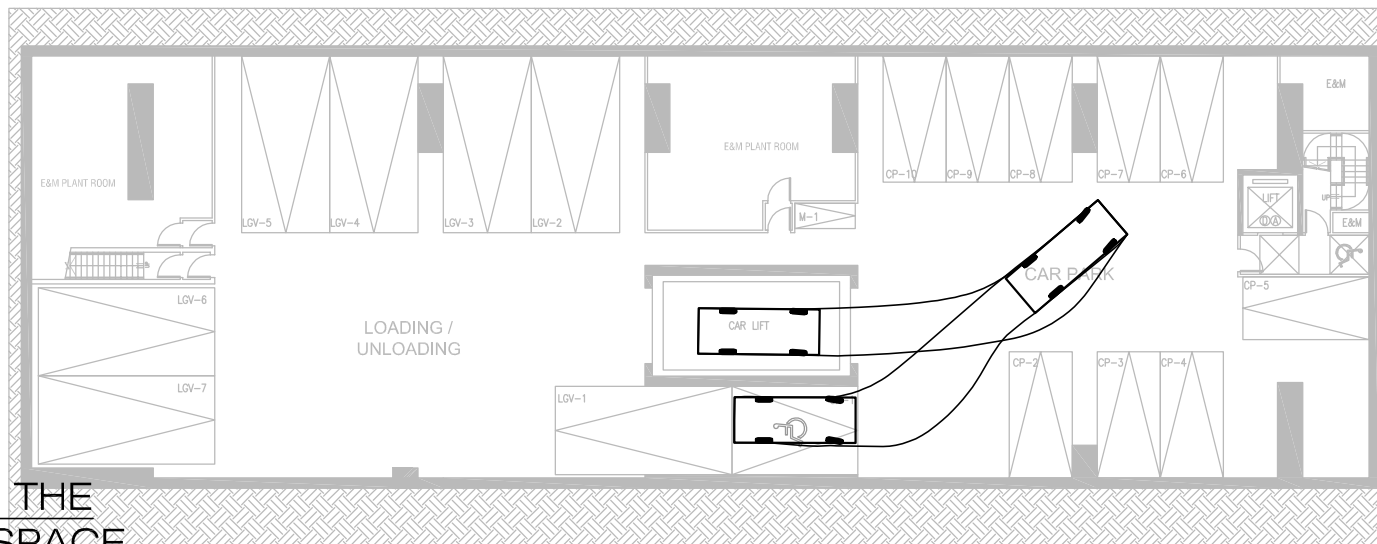 E&M
E&M PLANT ROOM
E&M PLANT ROOM
CP-10
CP-9
CP-8
CP-7
CP-6
LIFT
UP
LGV-5
LGV-4
LGV-3
LGV-2
M-1
E&M
CAR PARK
CP-5
LGV-6
CAR LIFT
LOADING /
UNLOADING
CP-2
CP-3
CP-4
LGV-7
LGV-1
THE
SPACE